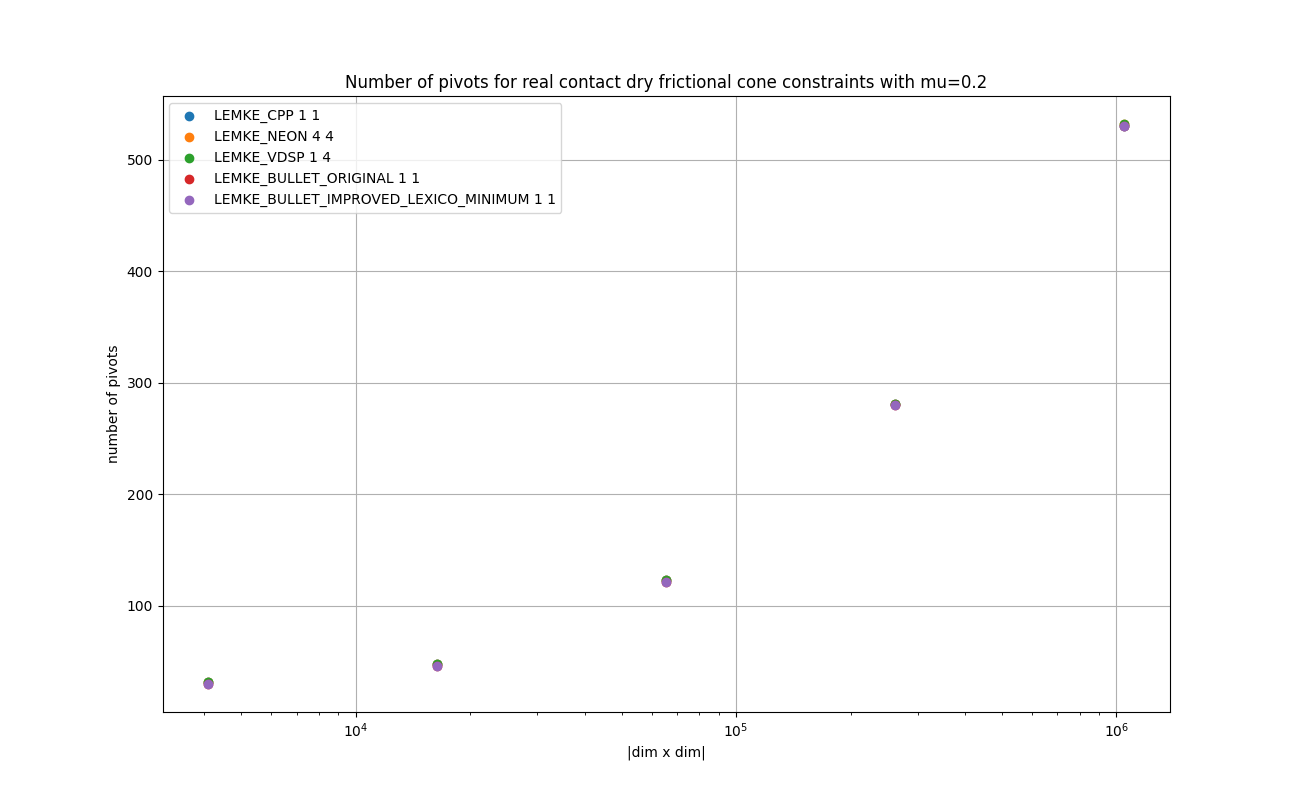 Number of pivots for real contact dry frictional cone constraints with mu=0.2
LEMKE_CPP 1 1
LEMKE_NEON 4 4
LEMKE_VDSP 1 4
LEMKE_BULLET_ORIGINAL 1 1
LEMKE_BULLET_IMPROVED_LEXICO_MINIMUM 1 1
500
400
300
200
100
number of pivots
10⁴ 10⁵ 10⁶
|dim x dim|